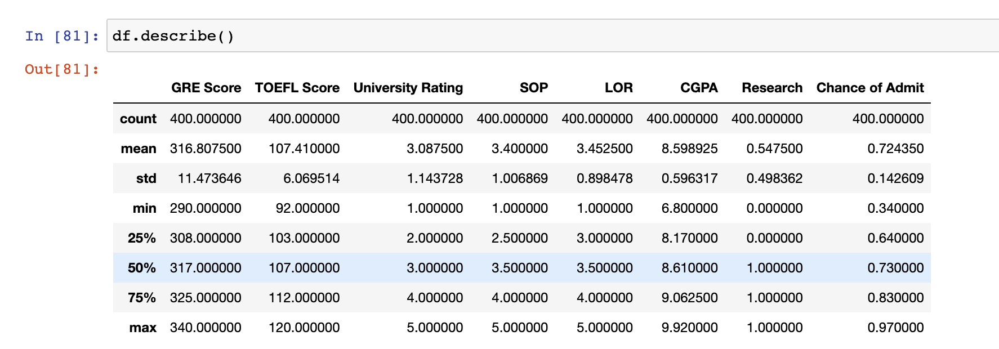 In [81]: df.describe()
Out[81]:
GRE Score TOEFL Score University Rating SOP LOR CGPA Research Chance of Admit
count 400.000000 400.000000 400.000000 400.000000 400.000000 400.000000 400.000000 400.000000
mean 316.807500 107.410000 3.087500 3.400000 3.452500 8.598925 0.547500 0.724350
std 11.473646 6.069514 1.143728 1.006869 0.898478 0.596317 0.498362 0.142609
min 290.000000 92.000000 1.000000 1.000000 1.000000 6.800000 0.000000 0.340000
25% 308.000000 103.000000 2.000000 2.500000 3.000000 8.170000 0.000000 0.640000
50% 317.000000 107.000000 3.000000 3.500000 3.500000 8.610000 1.000000 0.730000
75% 325.000000 112.000000 4.000000 4.000000 4.000000 9.062500 1.000000 0.830000
max 340.000000 120.000000 5.000000 5.000000 5.000000 9.920000 1.000000 0.970000